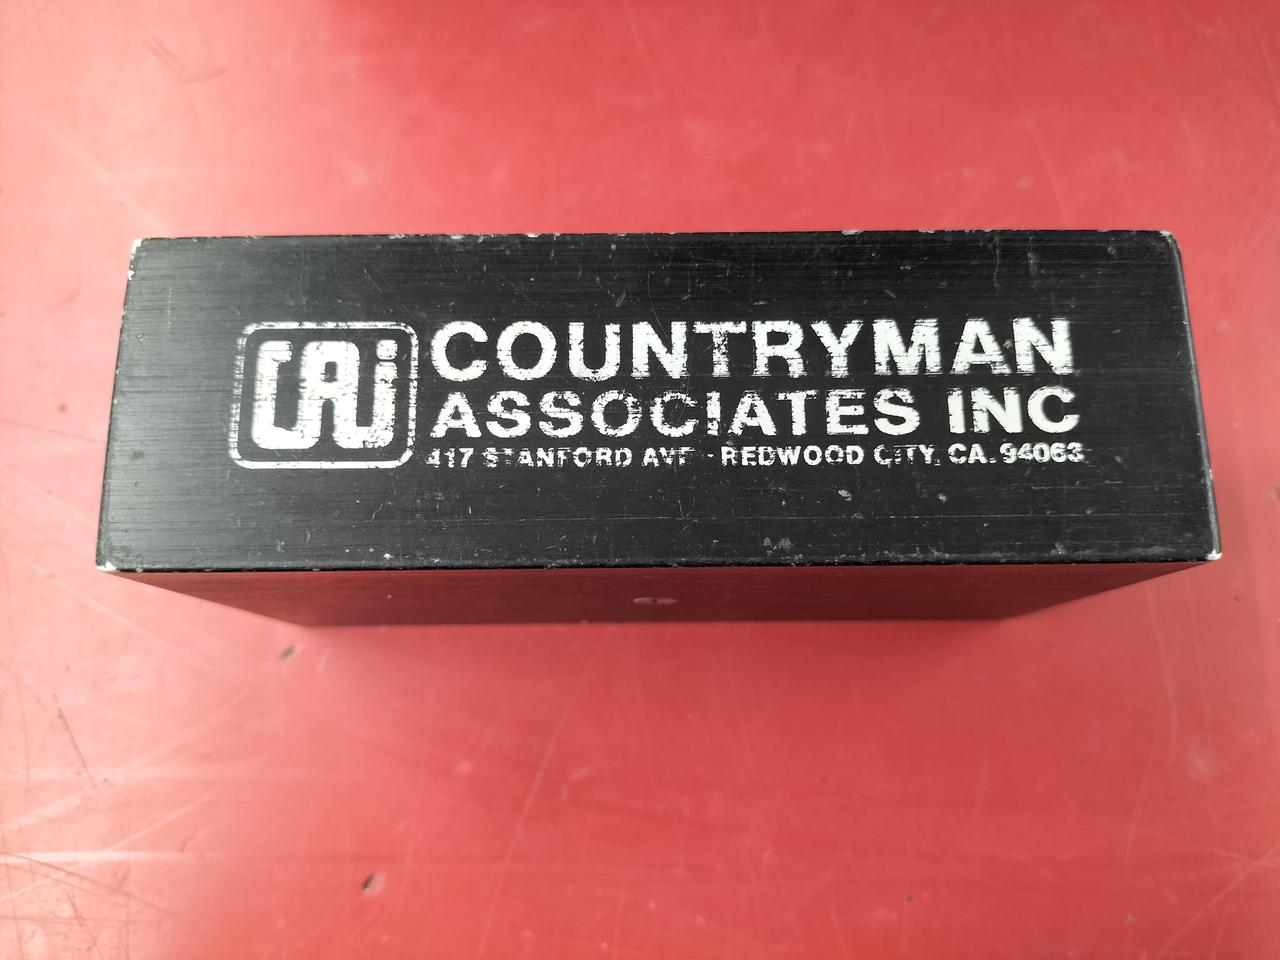 CAi
COUNTRYMAN
ASSOCIATES INC
417 STANFORD AVE - REDWOOD CITY, CA. 94063